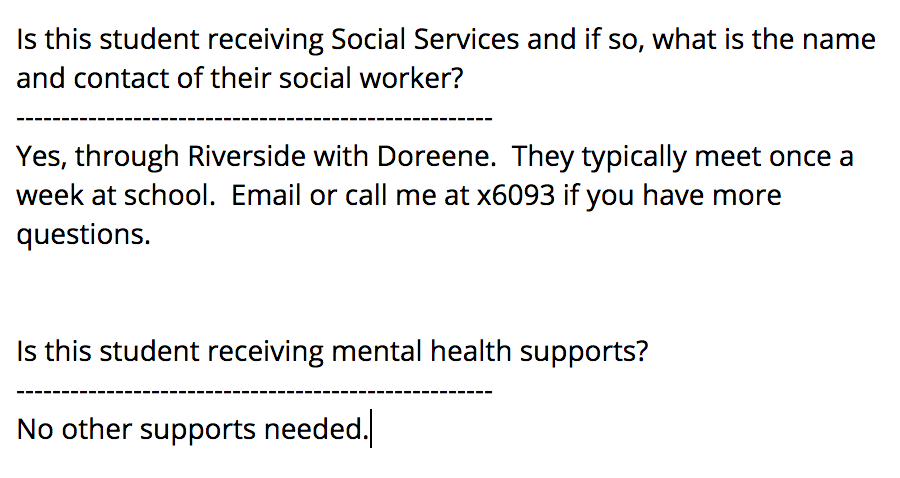 Is this student receiving Social Services and if so, what is the name
and contact of their social worker?
-----------------------------------------------------
Yes, through Riverside with Doreene.  They typically meet once a
week at school.  Email or call me at x6093 if you have more
questions.
Is this student receiving mental health supports?
-----------------------------------------------------
No other supports needed.